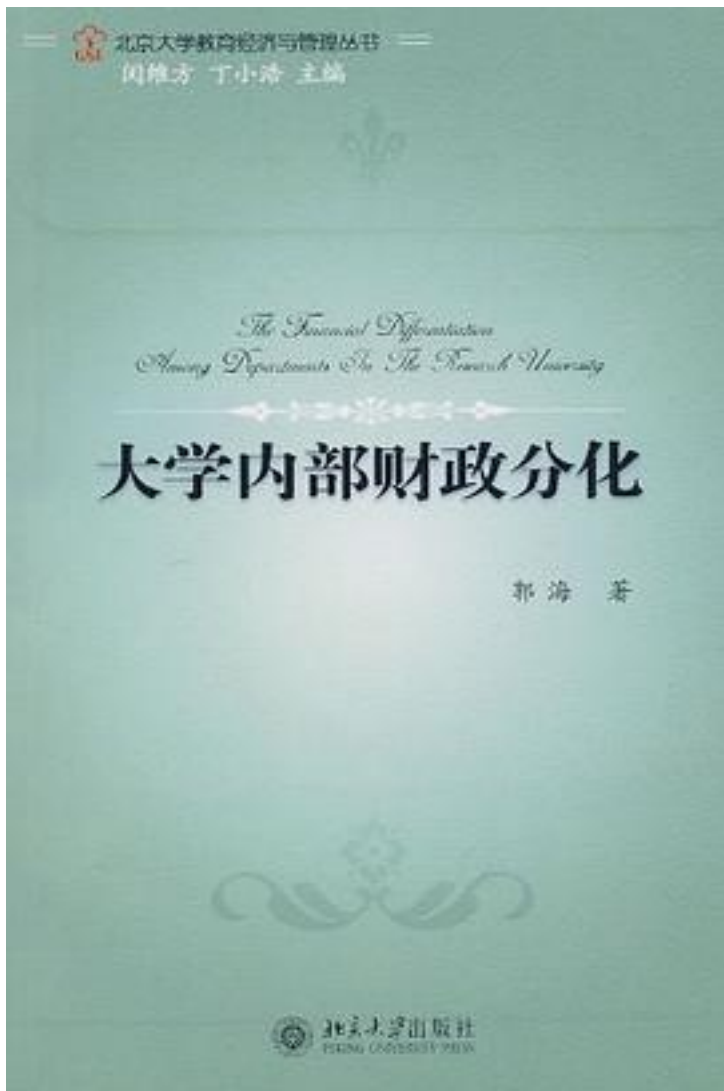 北京大学教育经济与管理丛书
闵维方 丁小浩 主编
The Financial Differentiation
Among Departments In The Research University
大学内部财政分化
郭海 著
北京大学出版社
PEKING UNIVERSITY PRESS